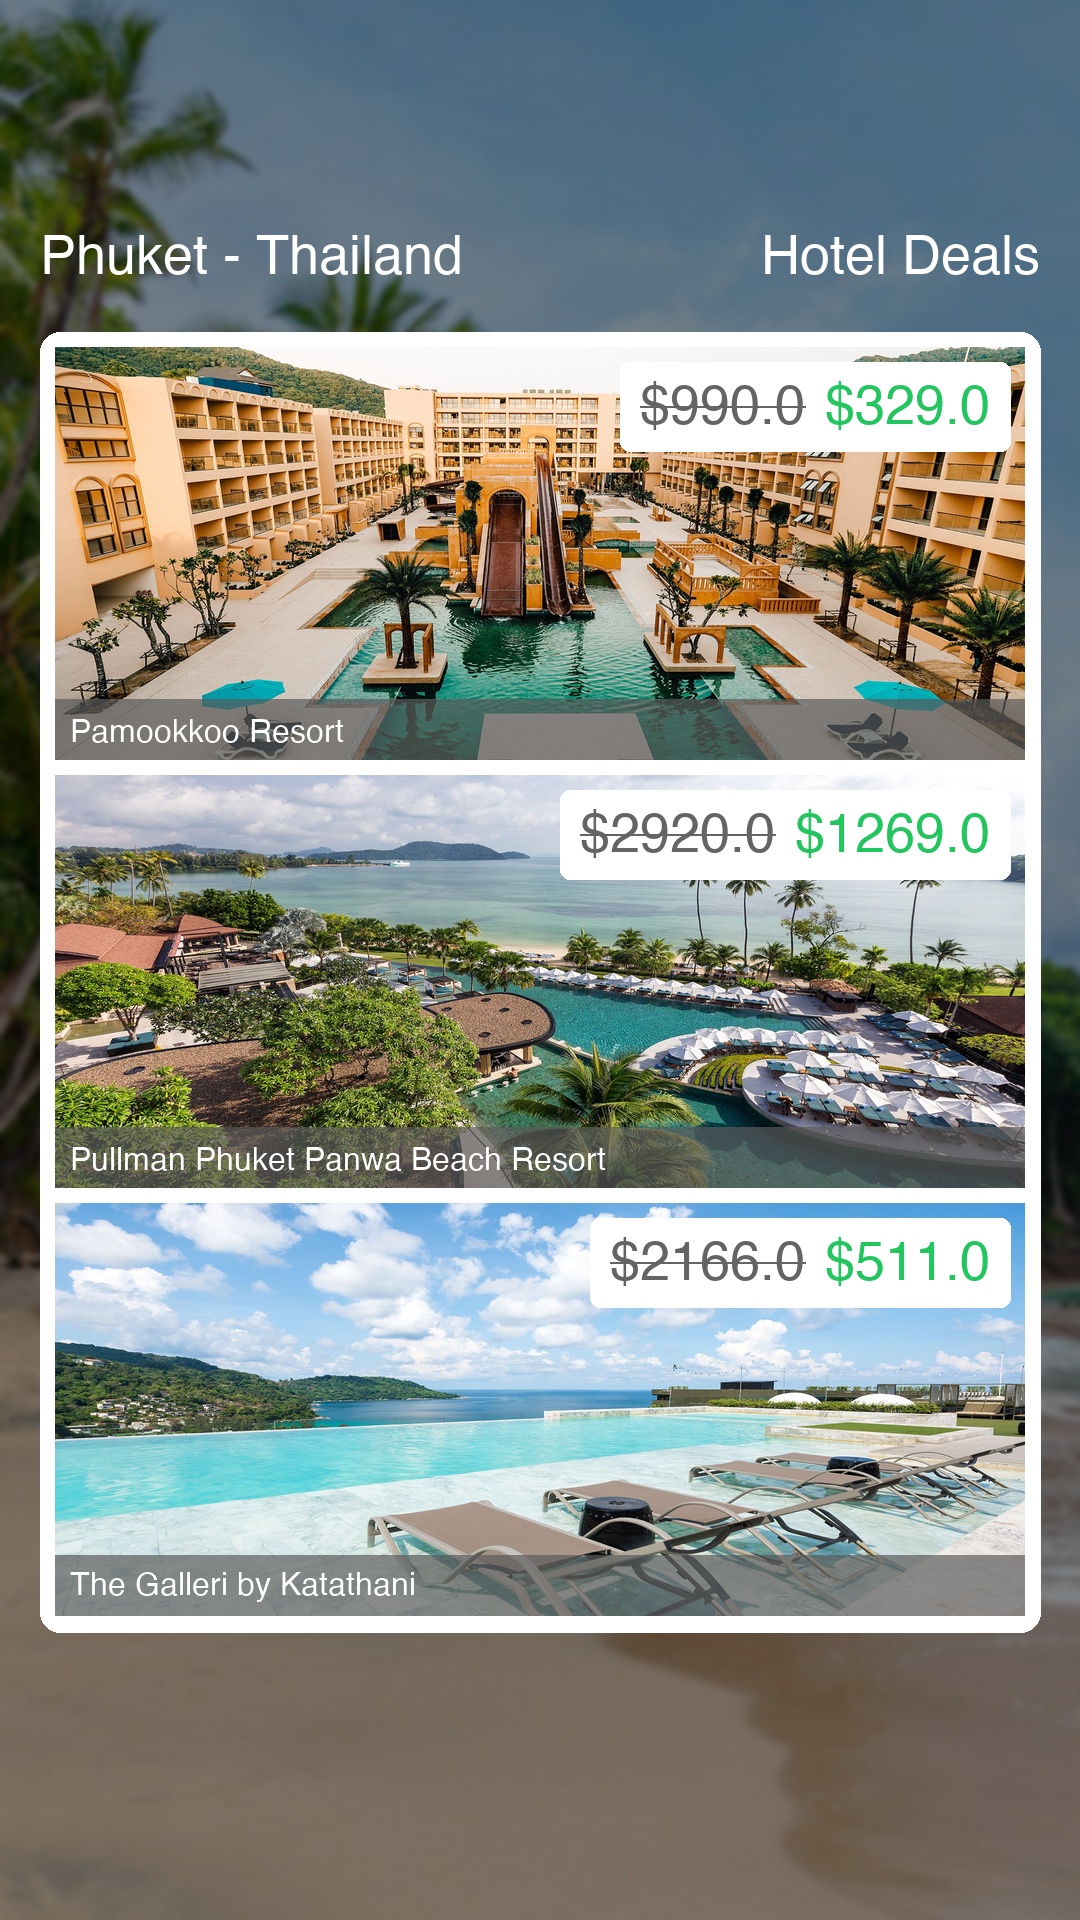 Phuket - Thailand Hotel Deals
$990.0 $329.0
Pamookkoo Resort
$2920.0 $1269.0
Pullman Phuket Panwa Beach Resort
$2166.0 $511.0
The Galleri by Katathani